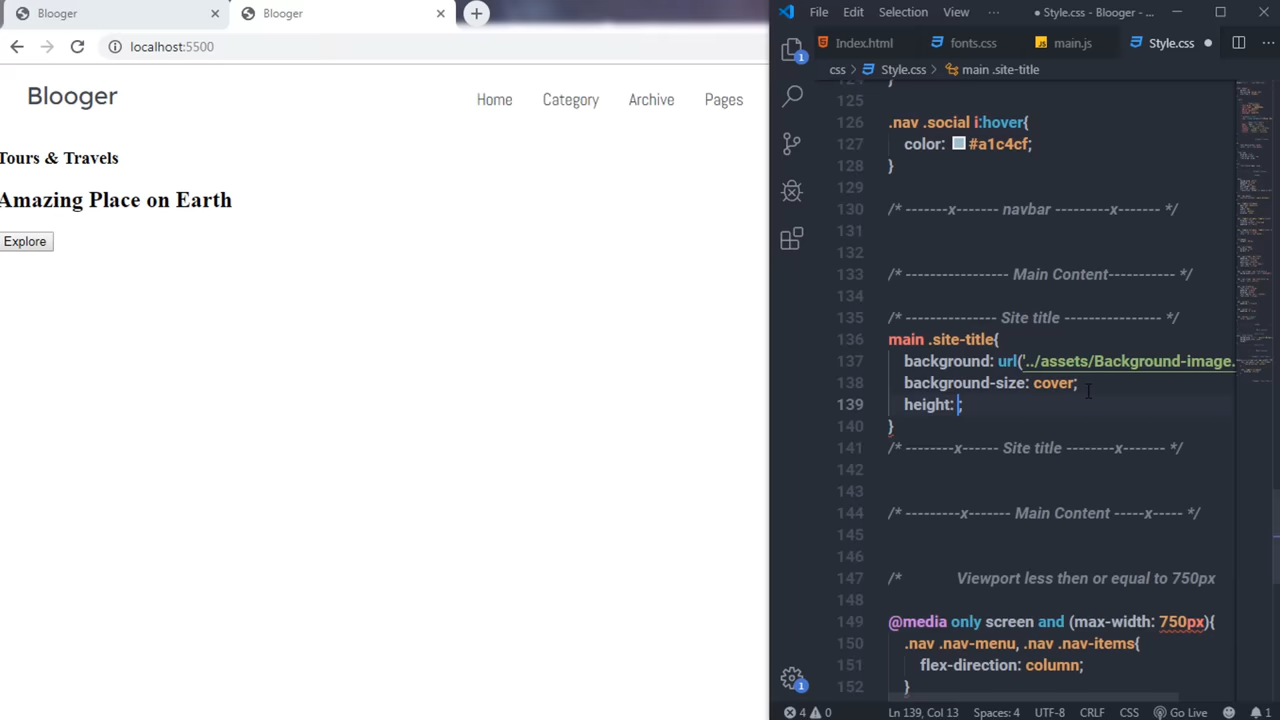 Blooger
Blooger
localhost:5500
Blooger
Home Category Archive Pages
Tours & Travels
Amazing Place on Earth
Explore
File Edit Selection View ··· ● Style.css - Blooger - ...
Index.html fonts.css main.js Style.css ●
css > Style.css > main .site-title
125
126 .nav .social i:hover{
127 color: #a1c4cf;
128 }
129
130 /* -------x------- navbar --------x------- */
131
132
133 /* ---------------- Main Content----------- */
134
135 /* -------------- Site title --------------- */
136 main .site-title{
137 background: url('../assets/Background-image.
138 background-size: cover;
139 height: ;
140 }
141 /* --------x------ Site title --------x------- */
142
143
144 /* ---------x------- Main Content -----x----- */
145
146
147 /* Viewport less then or equal to 750px
148
149 @media only screen and (max-width: 750px){
150 .nav .nav-menu, .nav .nav-items{
151 flex-direction: column;
152 }
4 0 Ln 139, Col 13 Spaces: 4 UTF-8 CRLF CSS Go Live 1